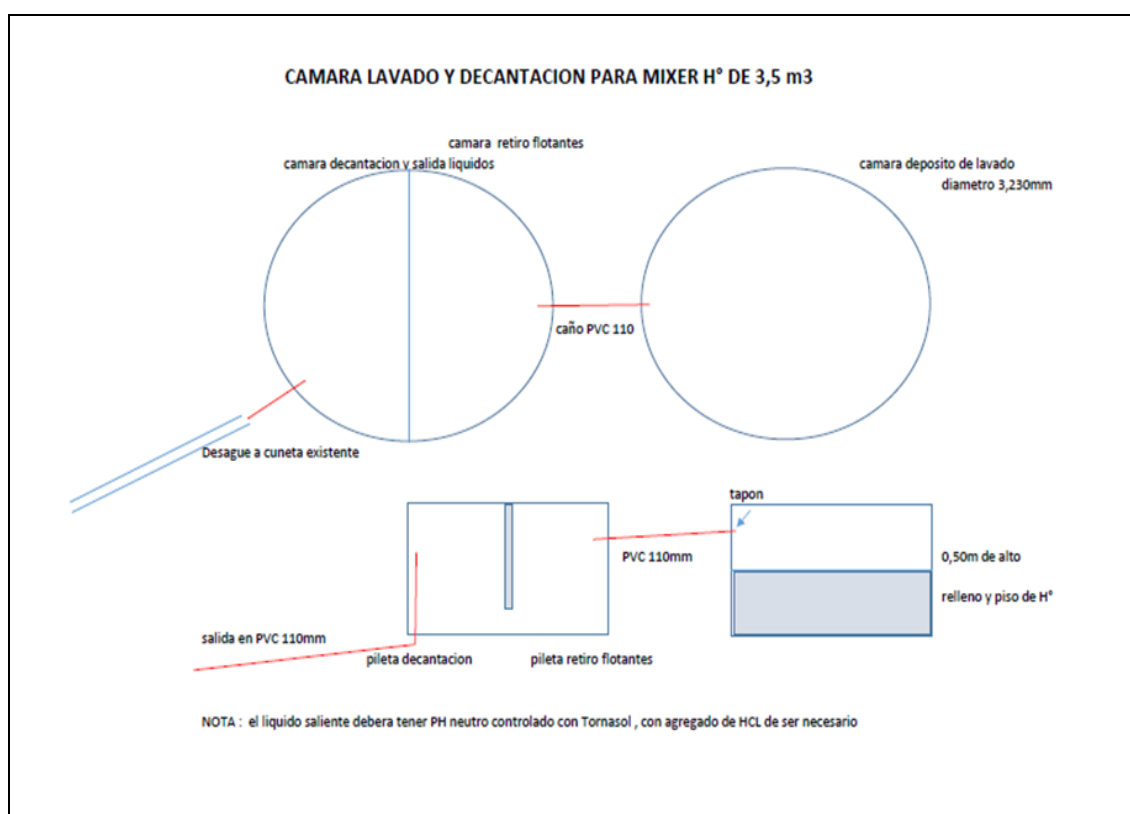 CAMARA LAVADO Y DECANTACION PARA MIXER H° DE 3,5 m3
camara retiro flotantes
camara decantacion y salida liquidos
camara deposito de lavado
diametro 3,230mm
caño PVC 110
Desague a cuneta existente
tapon
PVC 110mm
0,50m de alto
relleno y piso de H°
salida en PVC 110mm
pileta decantacion
pileta retiro flotantes
NOTA : el liquido saliente debera tener PH neutro controlado con Tornasol , con agregado de HCL de ser necesario